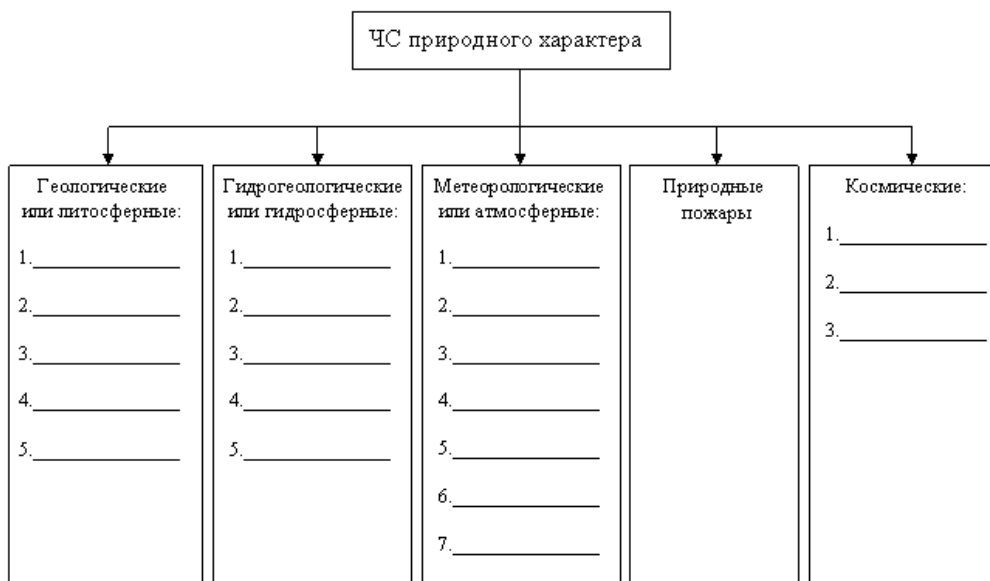 ЧС природного характера
Геологические
или литосферные:
1.
2.
3.
4.
5.
Гидрогеологические
или гидросферные:
1.
2.
3.
4.
5.
Метеорологические
или атмосферные:
1.
2.
3.
4.
5.
6.
7.
Природные
пожары
Космические:
1.
2.
3.